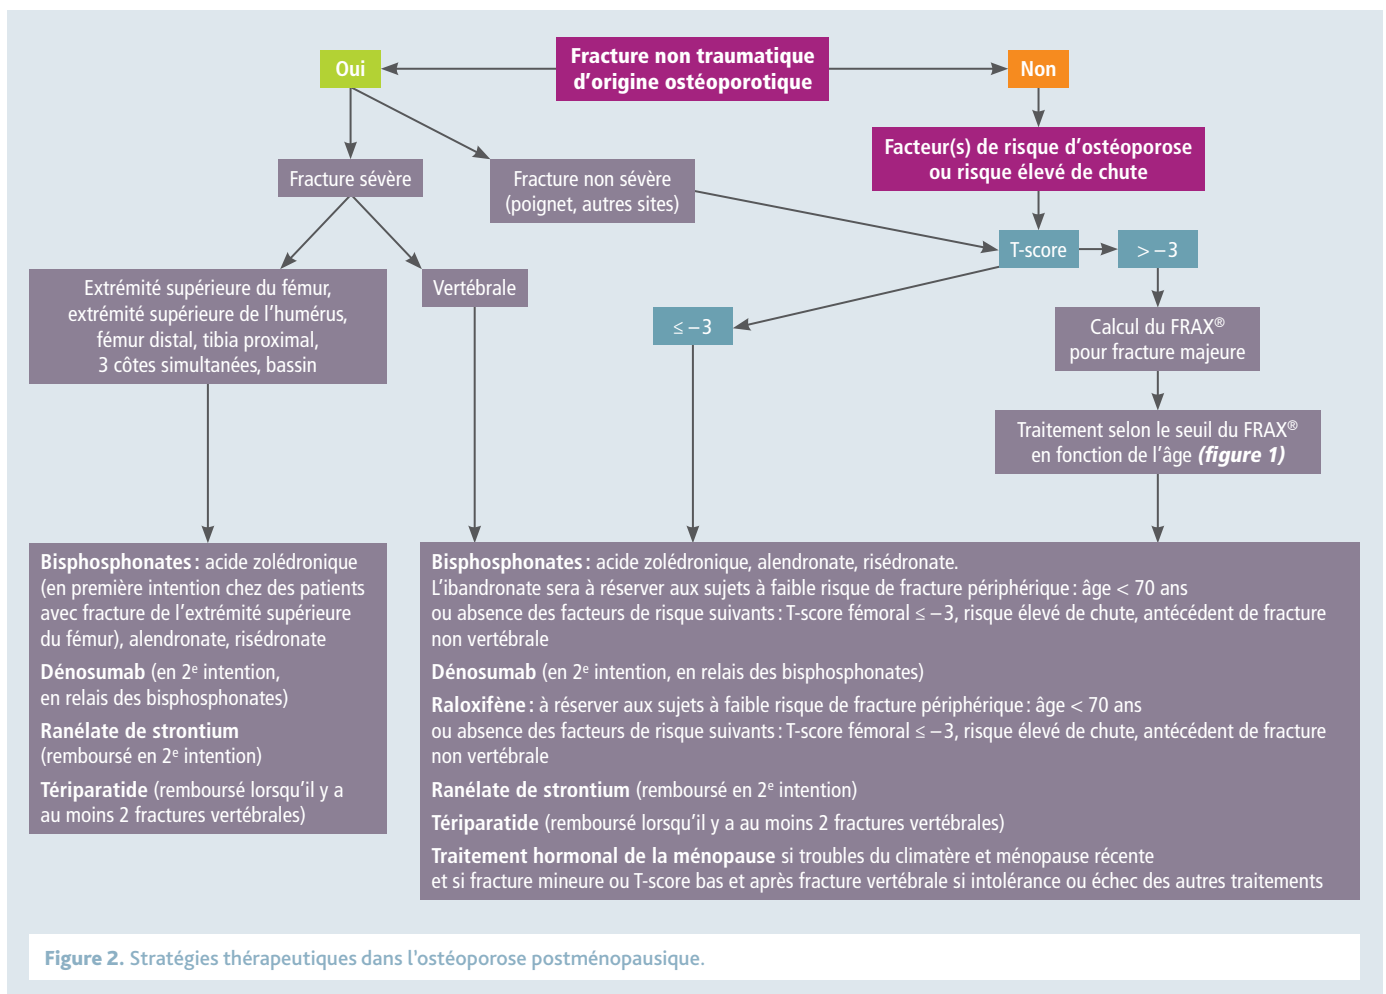 Fracture non traumatique
d’origine ostéoporotique
Oui
Non
Facteur(s) de risque d’ostéoporose
ou risque élevé de chute
Fracture sévère
Fracture non sévère
(poignet, autres sites)
T-score
> –3
Extrémité supérieure du fémur,
extrémité supérieure de l’humérus,
fémur distal, tibia proximal,
3 côtes simultanées, bassin
Vertébrale
≤ –3
Calcul du FRAX®
pour fracture majeure
Traitement selon le seuil du FRAX®
en fonction de l’âge (figure 1)
Bisphosphonates : acide zolédronique
(en première intention chez des patients
avec fracture de l’extrémité supérieure
du fémur), alendronate, risédronate
Dénosumab (en 2e intention,
en relais des bisphosphonates)
Ranélate de strontium
(remboursé en 2e intention)
Tériparatide (remboursé lorsqu’il y a
au moins 2 fractures vertébrales)
Bisphosphonates : acide zolédronique, alendronate, risédronate.
L’ibandronate sera à réserver aux sujets à faible risque de fracture périphérique : âge < 70 ans
ou absence des facteurs de risque suivants : T-score fémoral ≤ –3, risque élevé de chute, antécédent de fracture
non vertébrale
Dénosumab (en 2e intention, en relais des bisphosphonates)
Raloxifène : à réserver aux sujets à faible risque de fracture périphérique : âge < 70 ans
ou absence des facteurs de risque suivants : T-score fémoral ≤ –3, risque élevé de chute, antécédent de fracture
non vertébrale
Ranélate de strontium (remboursé en 2e intention)
Tériparatide (remboursé lorsqu’il y a au moins 2 fractures vertébrales)
Traitement hormonal de la ménopause si troubles du climatère et ménopause récente
et si fracture mineure ou T-score bas et après fracture vertébrale si intolérance ou échec des autres traitements
Figure 2. Stratégies thérapeutiques dans l’ostéoporose postménopausique.